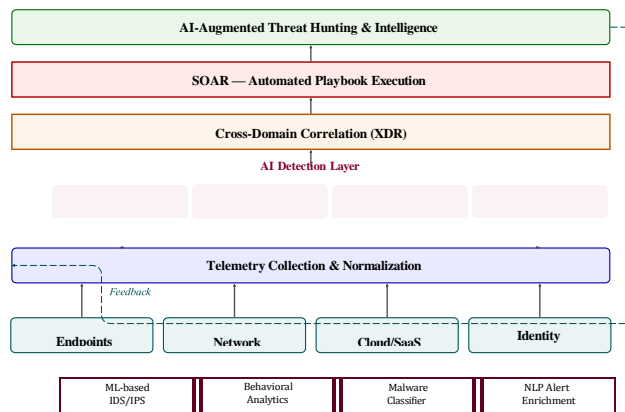 AI-Augmented Threat Hunting & Intelligence
SOAR — Automated Playbook Execution
Cross-Domain Correlation (XDR)
AI Detection Layer
Telemetry Collection & Normalization
Feedback
Endpoints
Network
Cloud/SaaS
Identity
ML-based
IDS/IPS
Behavioral
Analytics
Malware
Classifier
NLP Alert
Enrichment